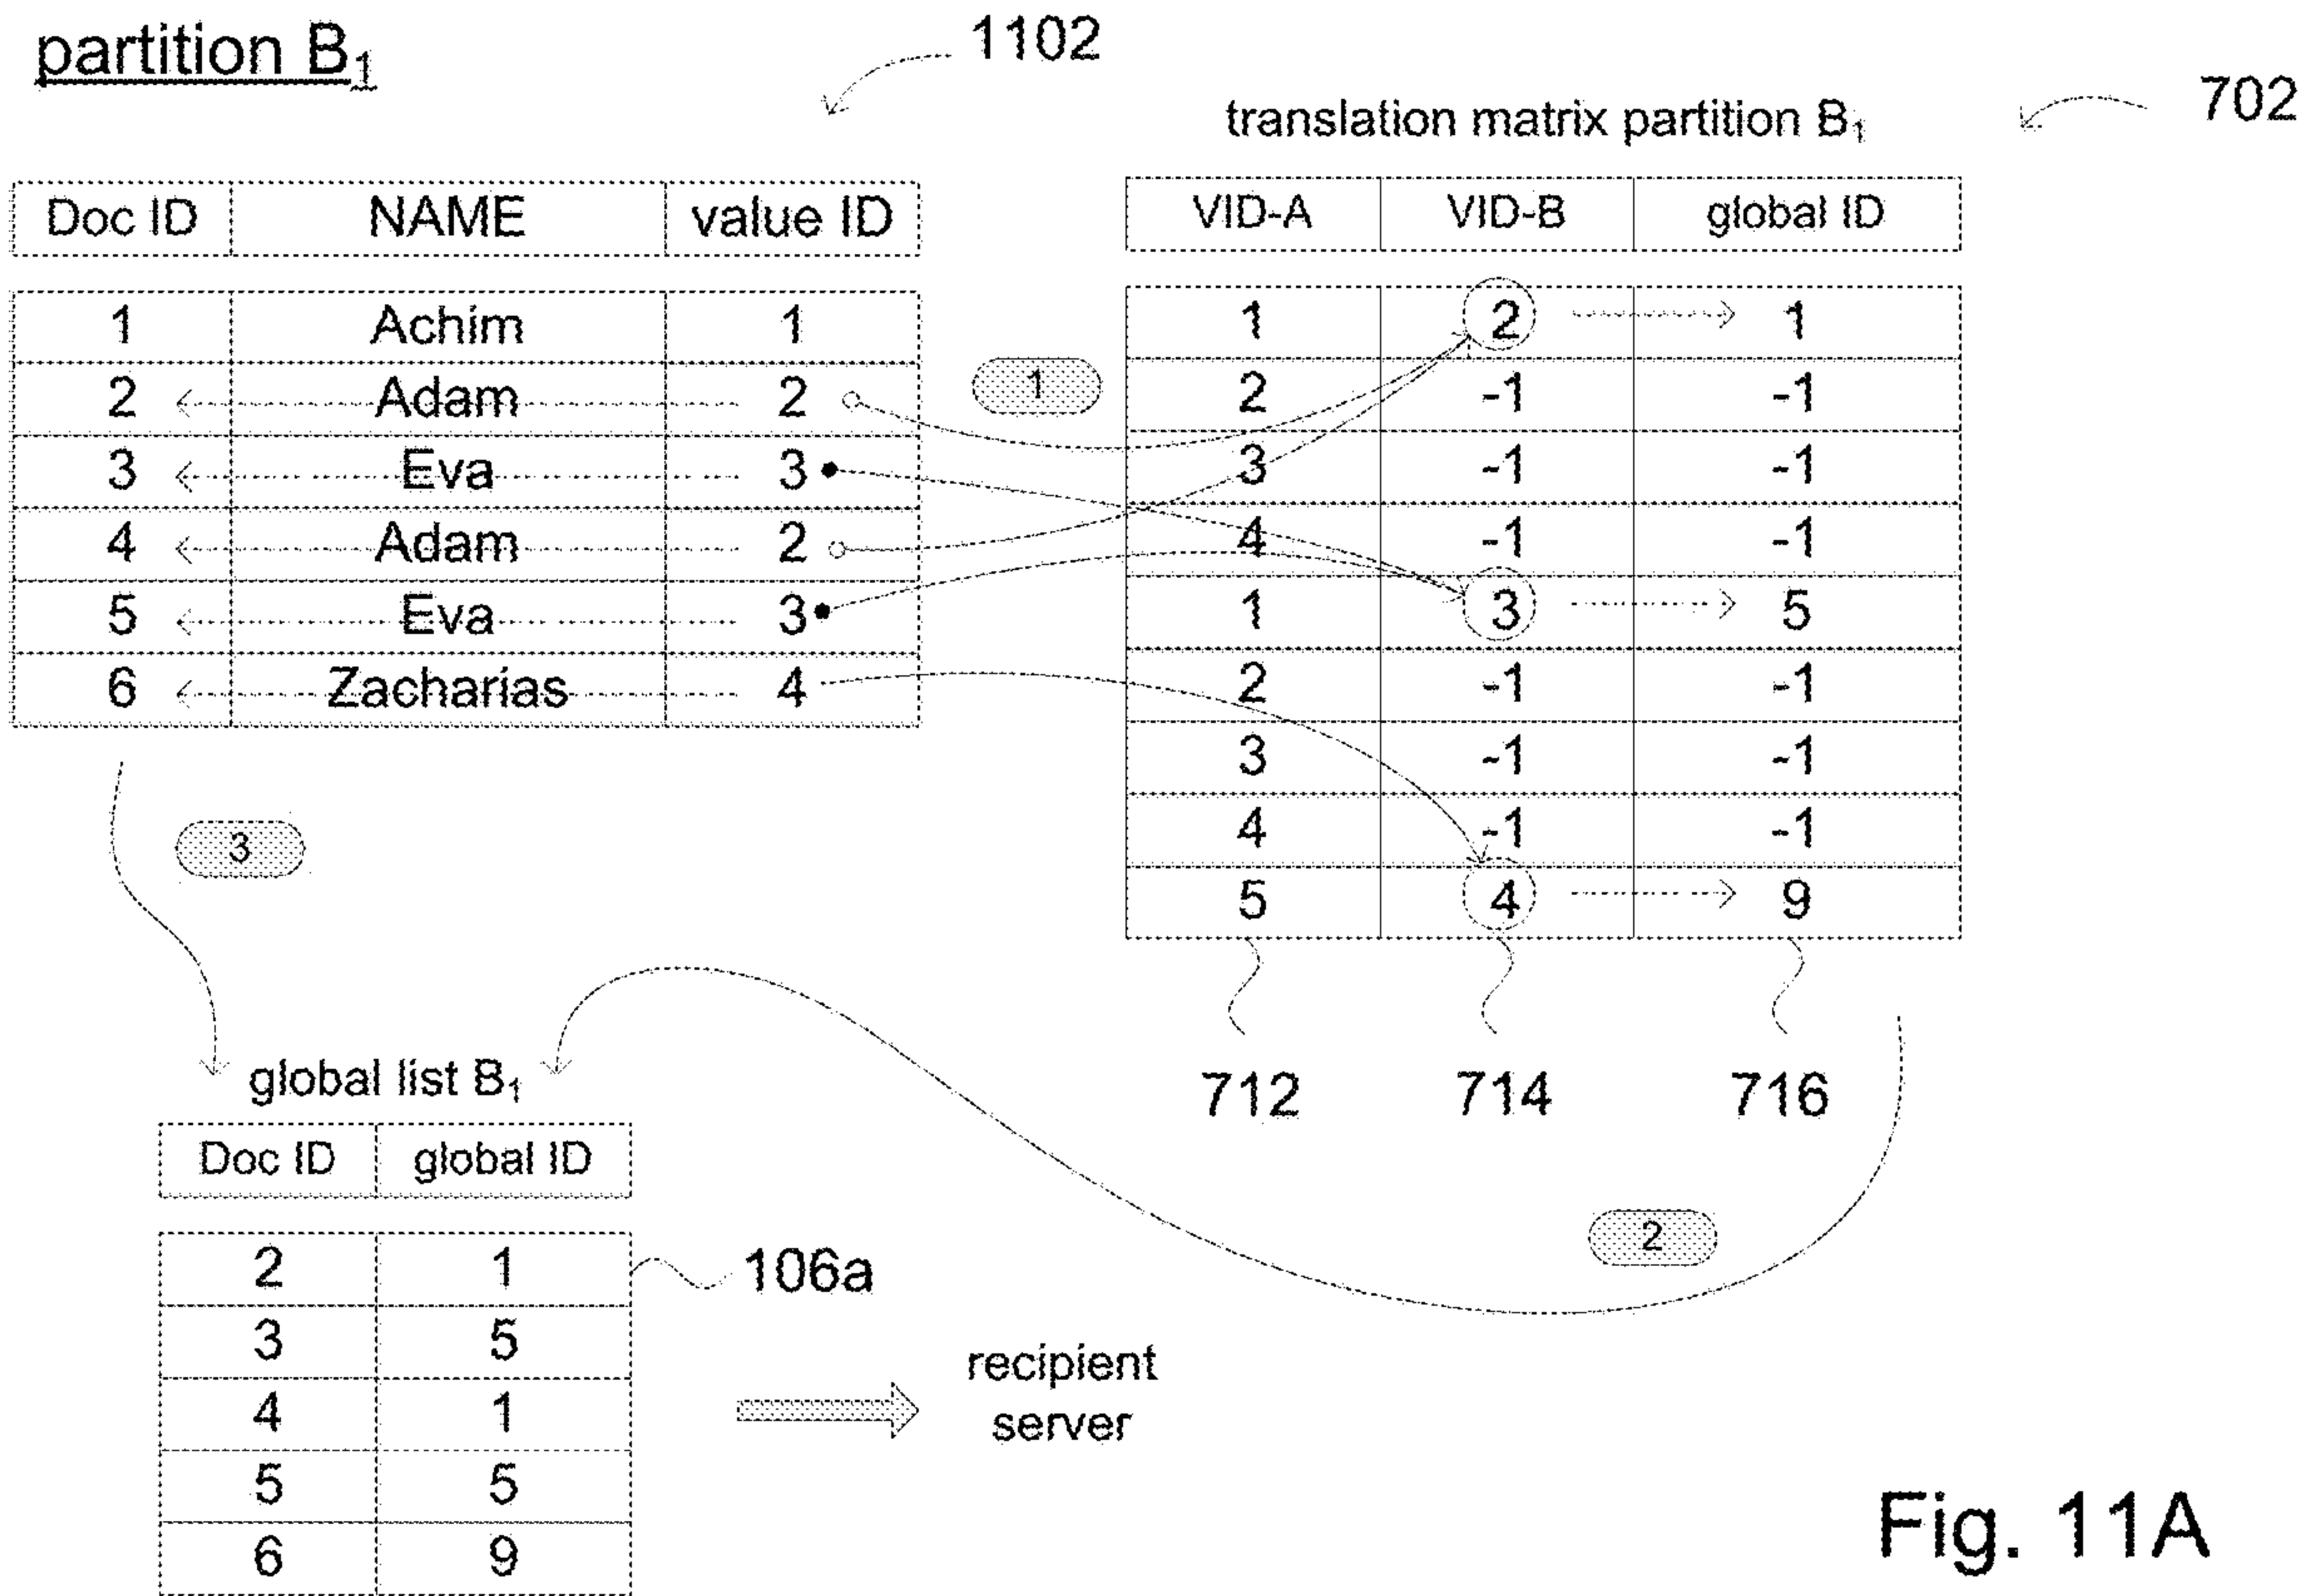 partition B₁
1102
702
translation matrix partition B₁
Doc ID NAME value ID
1 Achim 1
2 Adam 2
3 Eva 3
4 Adam 2
5 Eva 3
6 Zacharias 4
1
VID-A VID-B global ID
1 2 1
2 -1 -1
3 -1 -1
4 -1 -1
1 3 5
2 -1 -1
3 -1 -1
4 -1 -1
5 4 9
712 714 716
3
2
global list B₁
Doc ID global ID
2 1
3 5
4 1
5 5
6 9
106a
recipient
server
Fig. 11A